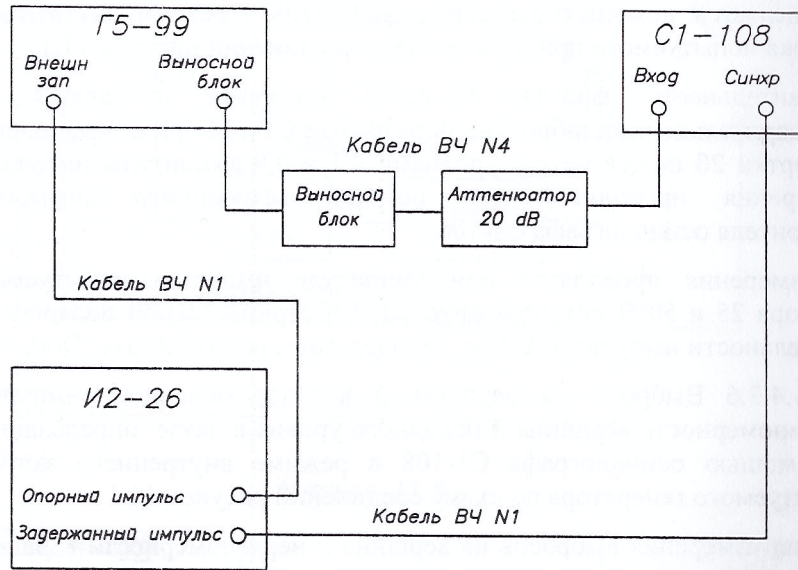 Г5-99
Внешн зап
Выносной блок
С1-108
Вход
Синхр
Кабель ВЧ N4
Выносной блок
Аттенюатор 20 dB
Кабель ВЧ N1
И2-26
Опорный импульс
Задержанный импульс
Кабель ВЧ N1